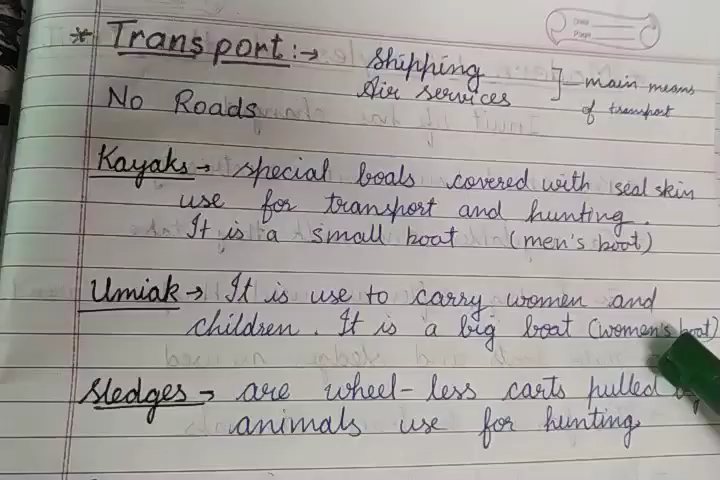 * Transport :→ Shipping
Air services ] main means of transport
No Roads
Kayaks → special boats covered with seal skin
use for transport and hunting.
It is a small boat (men's boat)
Umiak → It is use to carry women and
children. It is a big boat (women's boat)
Sledges → are wheel-less carts pulled
animals use for hunting